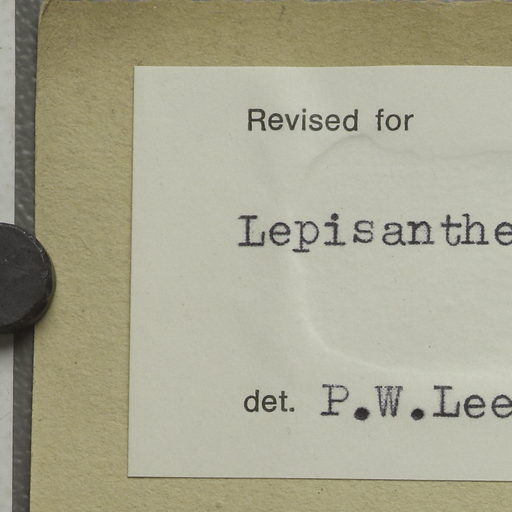 Revised for
Lepisanthe
det. P.W.Lee